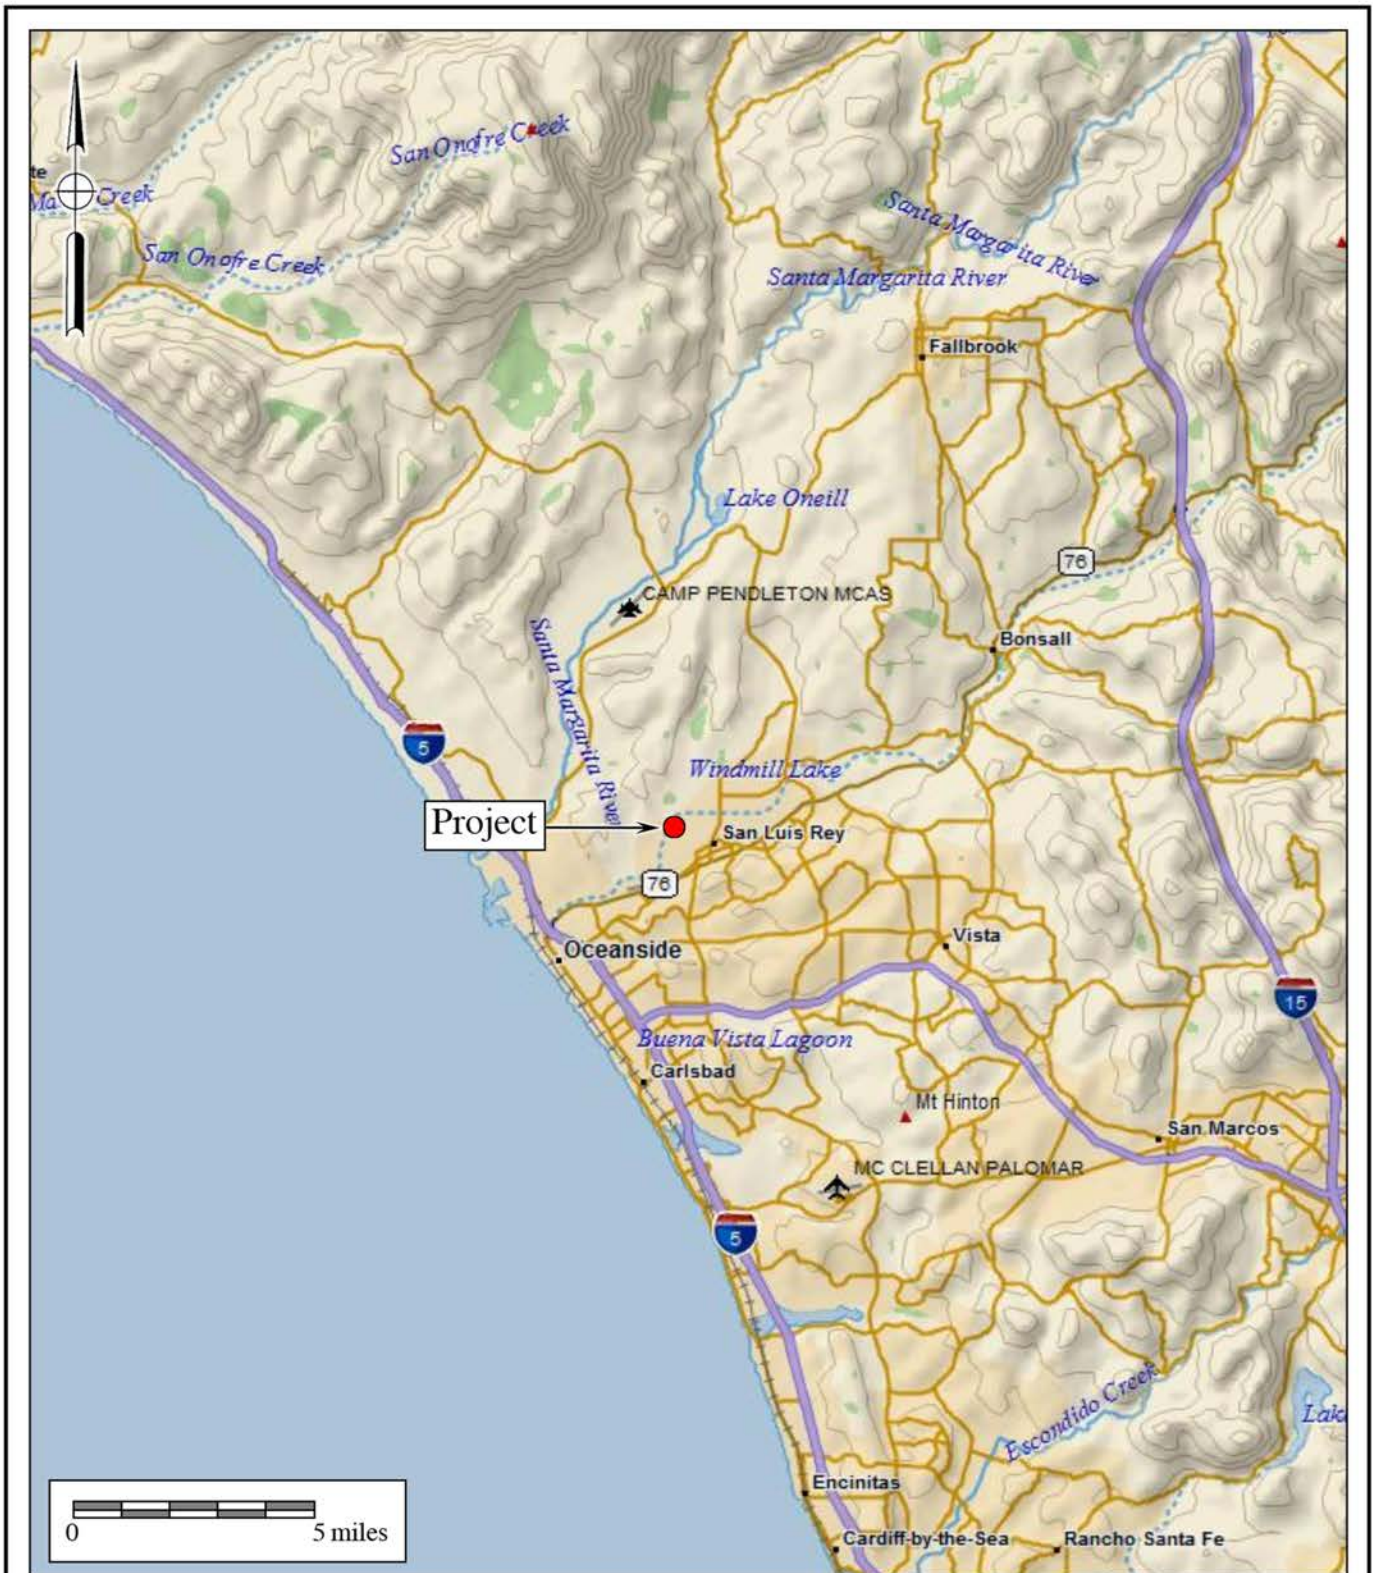 San Onofre Creek
te
Ma
Creek
San Onofre Creek
Santa Margarita River
Santa Margarita River
Fallbrook
Lake Oneill
76
CAMP PENDLETON MCAS
Santa Margarita River
Bonsall
5
Windmill Lake
Project
San Luis Rey
76
Vista
Oceanside
15
Buena Vista Lagoon
Carlsbad
Mt Hinton
San Marcos
MC CLELLAN PALOMAR
5
Escondido Creek
Lake
Encinitas
0
5 miles
Cardiff-by-the-Sea
Rancho Santa Fe